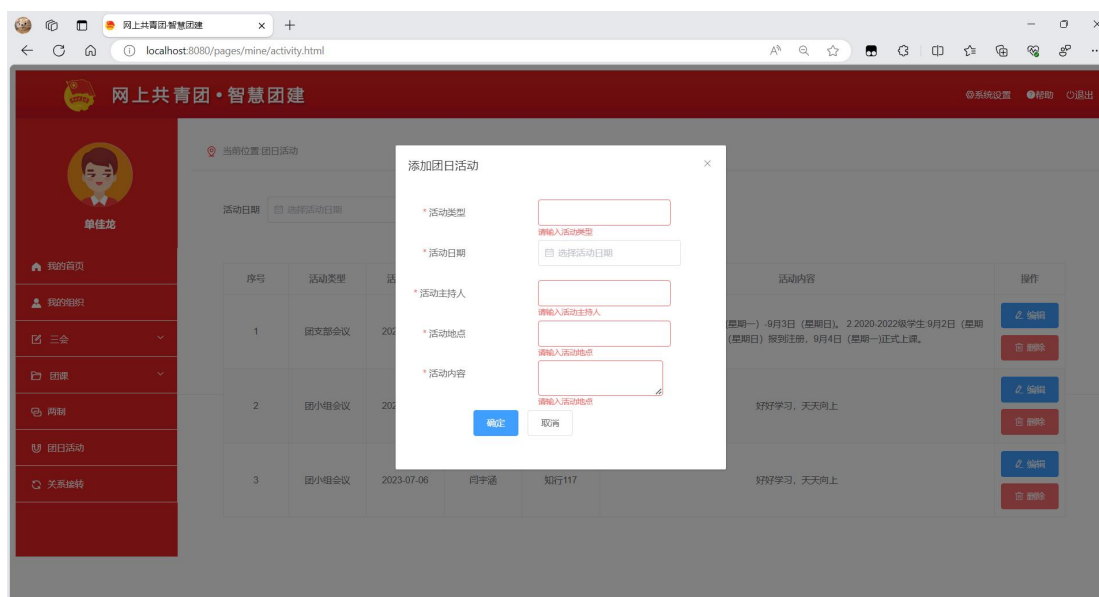 网上共青团·智慧团建
localhost:8080/pages/mine/activity.html
网上共青团·智慧团建
系统设置 帮助 退出
单佳龙
我的首页
我的组织
三会
团课
两制
团日活动
关系接转
当前位置:团日活动
活动日期 选择活动日期
序号 活动类型 活 活动内容 操作
1 团支部会议 202 (星期一) -9月3日 (星期日)。 2.2020-2022级学生9月2日 (星期
(星期日) 报到注册, 9月4日 (星期一)正式上课。
编辑
删除
2 团小组会议 202 好好学习, 天天向上
编辑
删除
3 团小组会议 2023-07-06 闫宇涵 知行117 好好学习, 天天向上
编辑
删除
添加团日活动
* 活动类型
请输入活动类型
* 活动日期 选择活动日期
* 活动主持人
请输入活动主持人
* 活动地点
请输入活动地点
* 活动内容
请输入活动地点
确定 取消